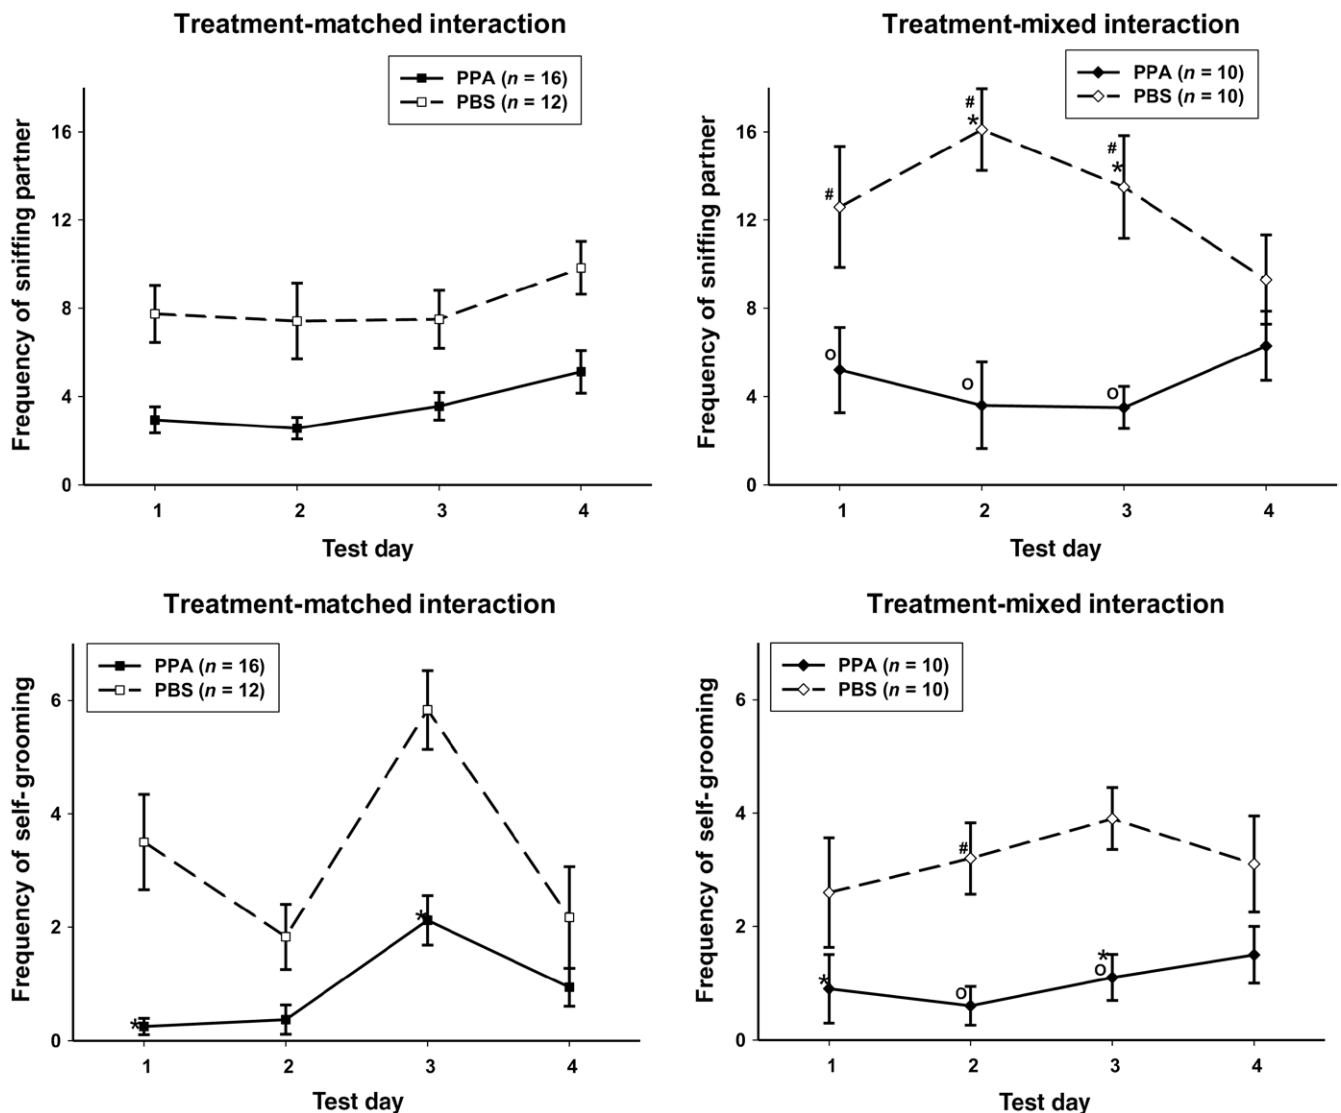 Treatment-matched interaction
PPA (n = 16)
PBS (n = 12)
Frequency of sniffing partner
16
12
8
4
0
1 2 3 4
Test day
Treatment-mixed interaction
PPA (n = 10)
PBS (n = 10)
Frequency of sniffing partner
16
12
8
4
0
#
#
*
#
*
o
o
o
1 2 3 4
Test day
Treatment-matched interaction
PPA (n = 16)
PBS (n = 12)
Frequency of self-grooming
6
4
2
0
*
*
1 2 3 4
Test day
Treatment-mixed interaction
PPA (n = 10)
PBS (n = 10)
Frequency of self-grooming
6
4
2
0
#
*
o
*
o
1 2 3 4
Test day